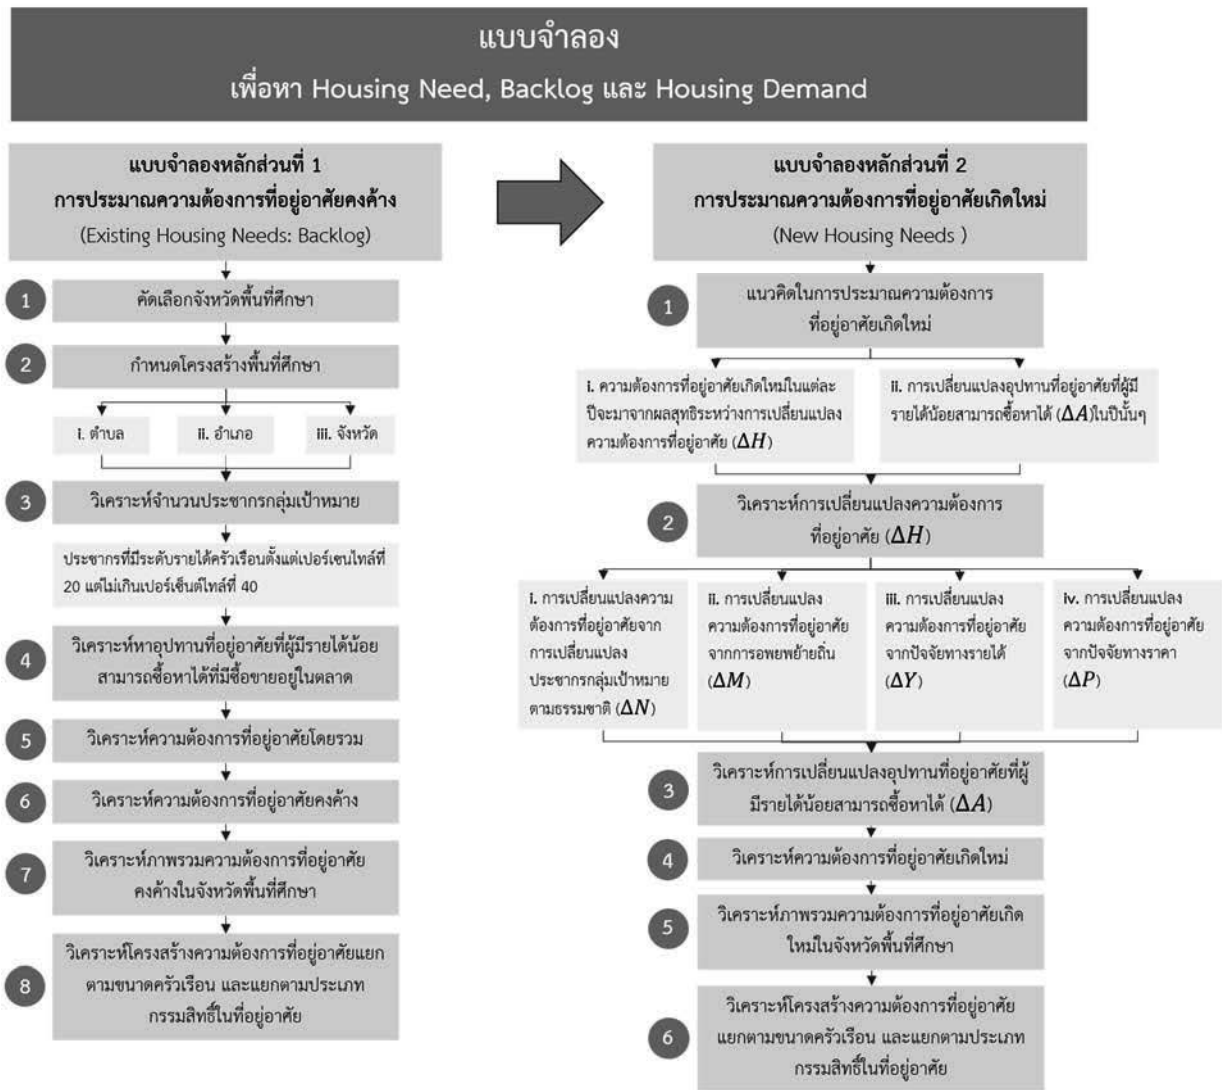 แบบจำลอง
เพื่อหา Housing Need, Backlog และ Housing Demand
แบบจำลองหลักส่วนที่ 1
การประมาณความต้องการที่อยู่อาศัยคงค้าง
(Existing Housing Needs: Backlog)
1
คัดเลือกจังหวัดพื้นที่ศึกษา
2
กำหนดโครงสร้างพื้นที่ศึกษา
i. ตำบล
ii. อำเภอ
iii. จังหวัด
3
วิเคราะห์จำนวนประชากรกลุ่มเป้าหมาย
ประชากรที่มีระดับรายได้ครัวเรือนตั้งแต่เปอร์เซนไทล์ที่
20 แต่ไม่เกินเปอร์เซ็นต์ไทล์ที่ 40
4
วิเคราะห์หาอุปทานที่อยู่อาศัยที่ผู้มีรายได้น้อย
สามารถซื้อหาได้ที่มีซื้อขายอยู่ในตลาด
5
วิเคราะห์ความต้องการที่อยู่อาศัยโดยรวม
6
วิเคราะห์ความต้องการที่อยู่อาศัยคงค้าง
7
วิเคราะห์ภาพรวมความต้องการที่อยู่อาศัย
คงค้างในจังหวัดพื้นที่ศึกษา
8
วิเคราะห์โครงสร้างความต้องการที่อยู่อาศัยแยก
ตามขนาดครัวเรือน และแยกตามประเภท
กรรมสิทธิ์ในที่อยู่อาศัย
แบบจำลองหลักส่วนที่ 2
การประมาณความต้องการที่อยู่อาศัยเกิดใหม่
(New Housing Needs )
1
แนวคิดในการประมาณความต้องการ
ที่อยู่อาศัยเกิดใหม่
i. ความต้องการที่อยู่อาศัยเกิดใหม่ในแต่ละ
ปีจะมาจากผลสุทธิระหว่างการเปลี่ยนแปลง
ความต้องการที่อยู่อาศัย (ΔH)
ii. การเปลี่ยนแปลงอุปทานที่อยู่อาศัยที่ผู้มี
รายได้น้อยสามารถซื้อหาได้ (ΔA)ในปีนั้นๆ
2
วิเคราะห์การเปลี่ยนแปลงความต้องการ
ที่อยู่อาศัย (ΔH)
i. การเปลี่ยนแปลงความ
ต้องการที่อยู่อาศัยจาก
การเปลี่ยนแปลง
ประชากรกลุ่มเป้าหมาย
ตามธรรมชาติ (ΔN)
ii. การเปลี่ยนแปลง
ความต้องการที่อยู่อาศัย
จากการอพยพย้ายถิ่น
(ΔM)
iii. การเปลี่ยนแปลง
ความต้องการที่อยู่อาศัย
จากปัจจัยทางรายได้
(ΔY)
iv. การเปลี่ยนแปลง
ความต้องการที่อยู่อาศัย
จากปัจจัยทางราคา
(ΔP)
3
วิเคราะห์การเปลี่ยนแปลงอุปทานที่อยู่อาศัยที่ผู้
มีรายได้น้อยสามารถซื้อหาได้ (ΔA)
4
วิเคราะห์ความต้องการที่อยู่อาศัยเกิดใหม่
5
วิเคราะห์ภาพรวมความต้องการที่อยู่อาศัยเกิด
ใหม่ในจังหวัดพื้นที่ศึกษา
6
วิเคราะห์โครงสร้างความต้องการที่อยู่อาศัย
แยกตามขนาดครัวเรือน และแยกตามประเภท
กรรมสิทธิ์ในที่อยู่อาศัย